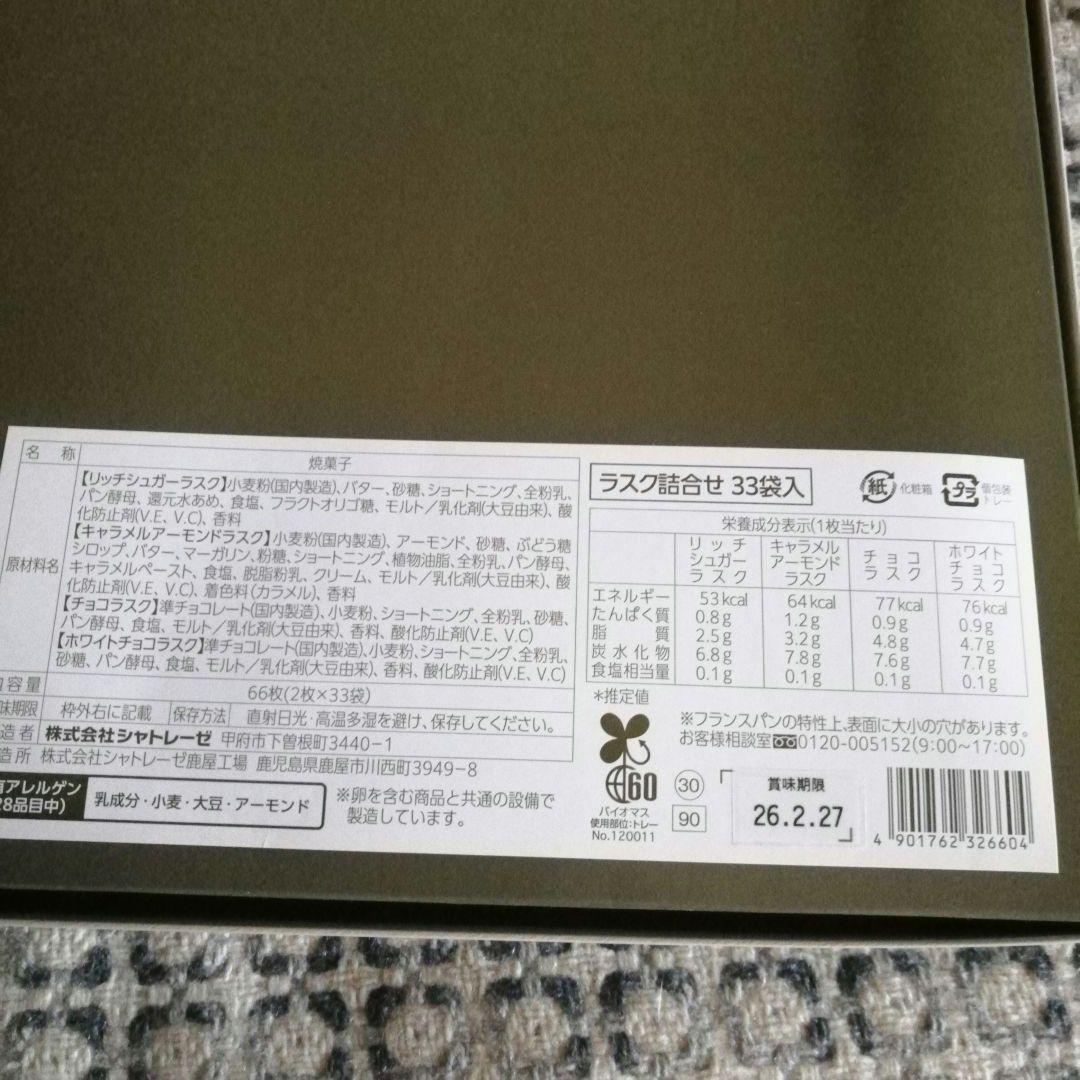 名 称 焼菓子
原材料名
【リッチシュガーラスク】小麦粉(国内製造)、バター、砂糖、ショートニング、全粉乳、
パン酵母、還元水あめ、食塩、フラクトオリゴ糖、モルト／乳化剤(大豆由来)、酸
化防止剤(V.E、V.C)、香料
【キャラメルアーモンドラスク】小麦粉(国内製造)、アーモンド、砂糖、ぶどう糖
シロップ、バター、マーガリン、粉糖、ショートニング、植物油脂、全粉乳、パン酵母、
キャラメルペースト、食塩、脱脂粉乳、クリーム、モルト／乳化剤(大豆由来)、酸
化防止剤(V.E、V.C)、着色料(カラメル)、香料
【チョコラスク】準チョコレート(国内製造)、小麦粉、ショートニング、全粉乳、砂糖、
パン酵母、食塩、モルト／乳化剤(大豆由来)、香料、酸化防止剤(V.E、V.C)
【ホワイトチョコラスク】準チョコレート(国内製造)、小麦粉、ショートニング、全粉乳、
砂糖、パン酵母、食塩、モルト／乳化剤(大豆由来)、香料、酸化防止剤(V.E、V.C)
内容量 66枚(2枚×33袋)
味期限 枠外右に記載 保存方法 直射日光・高温多湿を避け、保存してください。
造者 株式会社シャトレーゼ 甲府市下曽根町3440-1
造所 株式会社シャトレーゼ鹿屋工場 鹿児島県鹿屋市川西町3949-8
有アレルゲン
28品目中)
乳成分・小麦・大豆・アーモンド
※卵を含む商品と共通の設備で
製造しています。
ラスク詰合せ 33袋入
紙 化粧箱
プラ 個包装
トレー
栄養成分表示(1枚当たり)
リッチ
シュガー
ラスク
キャラメル
アーモンド
ラスク
チョコ
ラスク
ホワイト
チョコ
ラスク
エネルギー 53kcal 64kcal 77kcal 76kcal
たんぱく質 0.8g 1.2g 0.9g 0.9g
脂質 2.5g 3.2g 4.8g 4.7g
炭水化物 6.8g 7.8g 7.6g 7.7g
食塩相当量 0.1g 0.1g 0.1g 0.1g
*推定値
※フランスパンの特性上、表面に大小の穴があります。
お客様相談室 0120-005152(9:00~17:00)
60
バイオマス
使用部位:トレー
No.120011
30
90
賞味期限
26.2.27
4 901762 326604